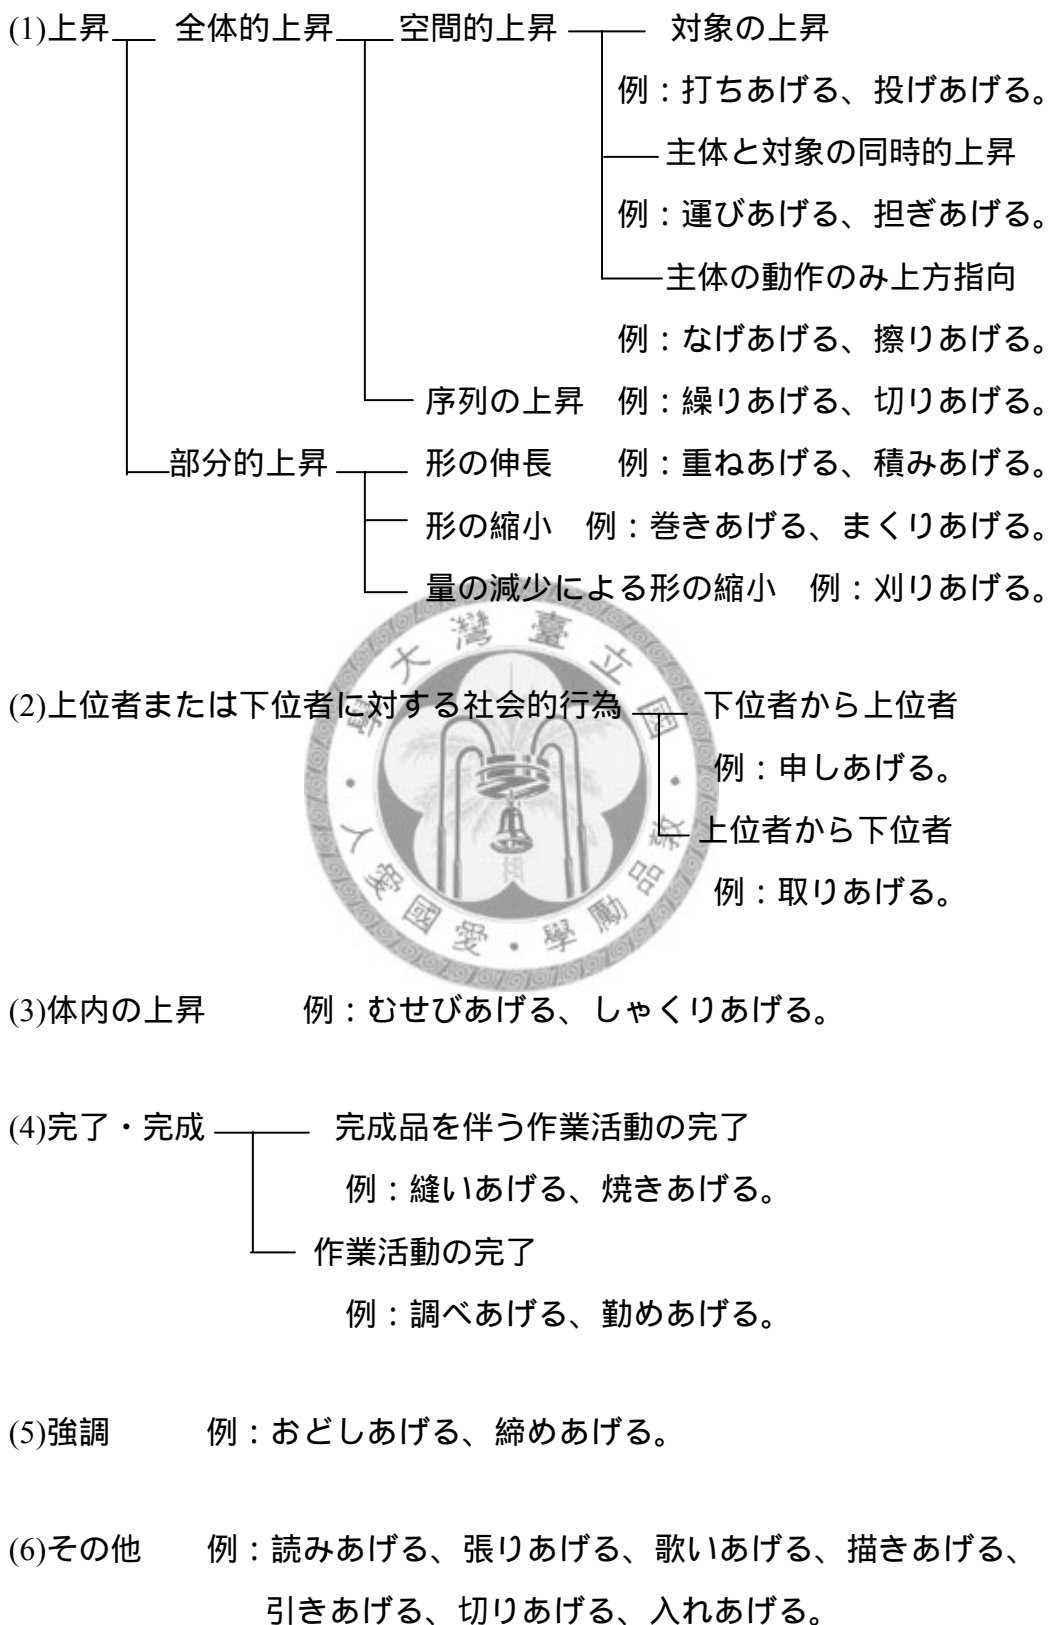 (1)上昇 全体的上昇 空間的上昇 対象の上昇
例：打ちあげる、投げあげる。
主体と対象の同時的上昇
例：運びあげる、担ぎあげる。
主体の動作のみ上方指向
例：なげあげる、擦りあげる。
序列の上昇 例：繰りあげる、切りあげる。
部分的上昇 形の伸長 例：重ねあげる、積みあげる。
形の縮小 例：巻きあげる、まくりあげる。
量の減少による形の縮小 例：刈りあげる。
(2)上位者または下位者に対する社会的行為 下位者から上位者
例：申しあげる。
上位者から下位者
例：取りあげる。
(3)体内の上昇 例：むせびあげる、しゃくりあげる。
(4)完了・完成 完成品を伴う作業活動の完了
例：縫いあげる、焼きあげる。
作業活動の完了
例：調べあげる、勤めあげる。
(5)強調 例：おどしあげる、締めあげる。
(6)その他 例：読みあげる、張りあげる、歌いあげる、描きあげる、
引きあげる、切りあげる、入れあげる。
國立臺灣大學
敦品勵學・愛國愛人